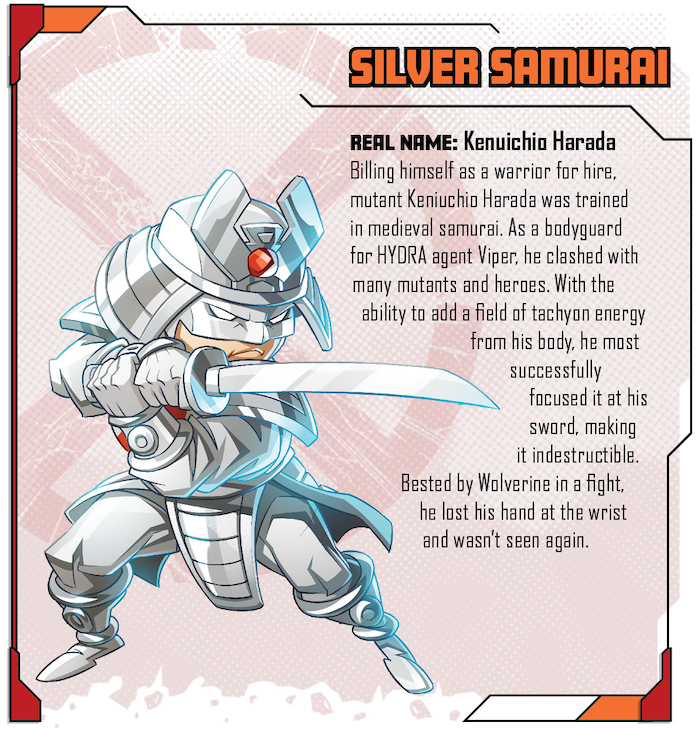 SILVER SAMURAI
REAL NAME: Kenuichio Harada
Billing himself as a warrior for hire,
mutant Keniuchio Harada was trained
in medieval samurai. As a bodyguard
for HYDRA agent Viper, he clashed with
many mutants and heroes. With the
ability to add a field of tachyon energy
from his body, he most
successfully
focused it at his
sword, making
it indestructible.
Bested by Wolverine in a fight,
he lost his hand at the wrist
and wasn't seen again.